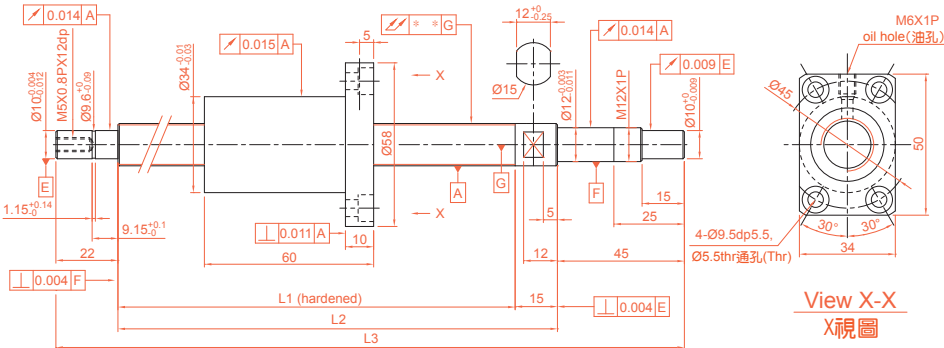 0.014 A
Ø10 -0.004 -0.012
M5X0.8PX12dp
Ø9.6 +0 -0.09
Ø34 -0.01 -0.03
0.015 A
5
* * G
12 +0 -0.25
Ø15
0.014 A
Ø12 -0.003 -0.011
M12X1P
0.009 E
Ø10 +0 -0.009
M6X1P
oil hole(油孔)
Ø45
X
Ø58
50
E
A
G
F
1.15 +0.14 -0
9.15 +0.1 -0
X
5
15
25
0.011 A
10
22
60
12
45
4-Ø9.5dp5.5,
Ø5.5thr通孔(Thr)
30° 30°
34
0.004 F
L1 (hardened)
15
0.004 E
L2
L3
View X-X
X視圖